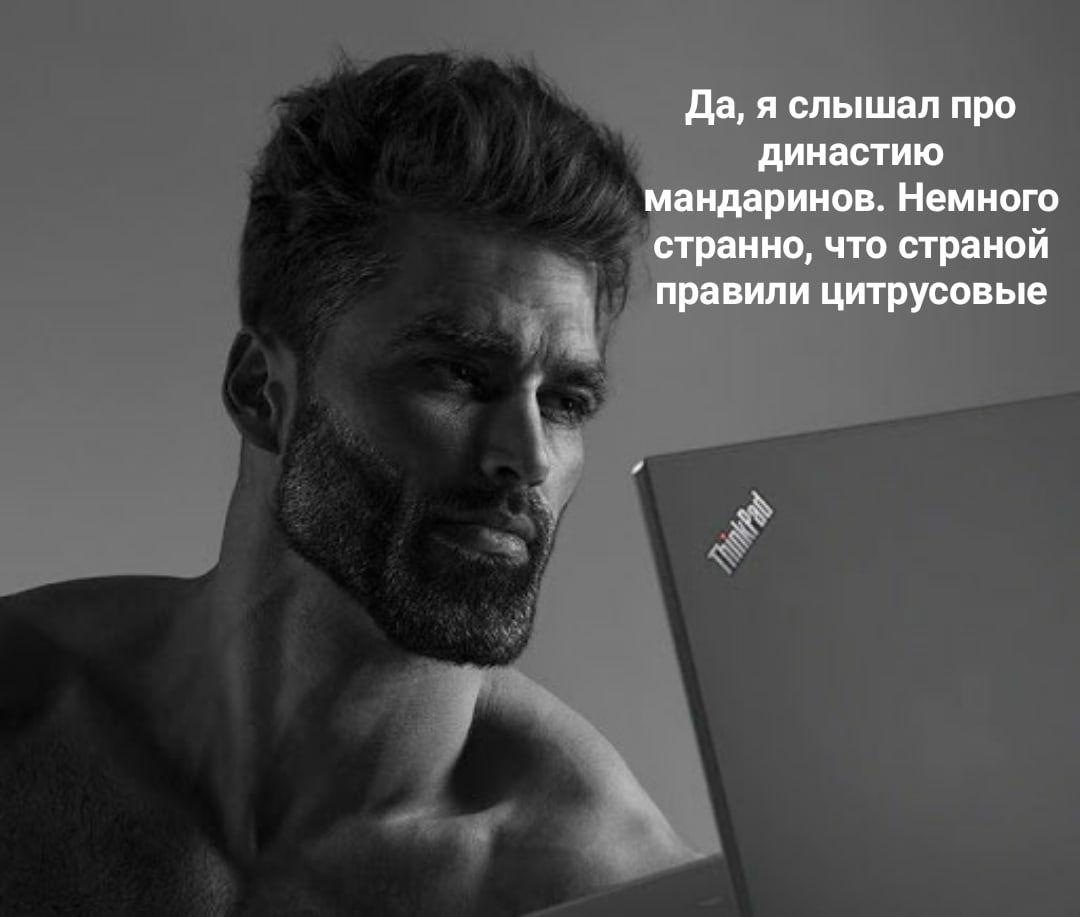 Да, я слышал про
династию
мандаринов. Немного
странно, что страной
правили цитрусовые
ThinkPad